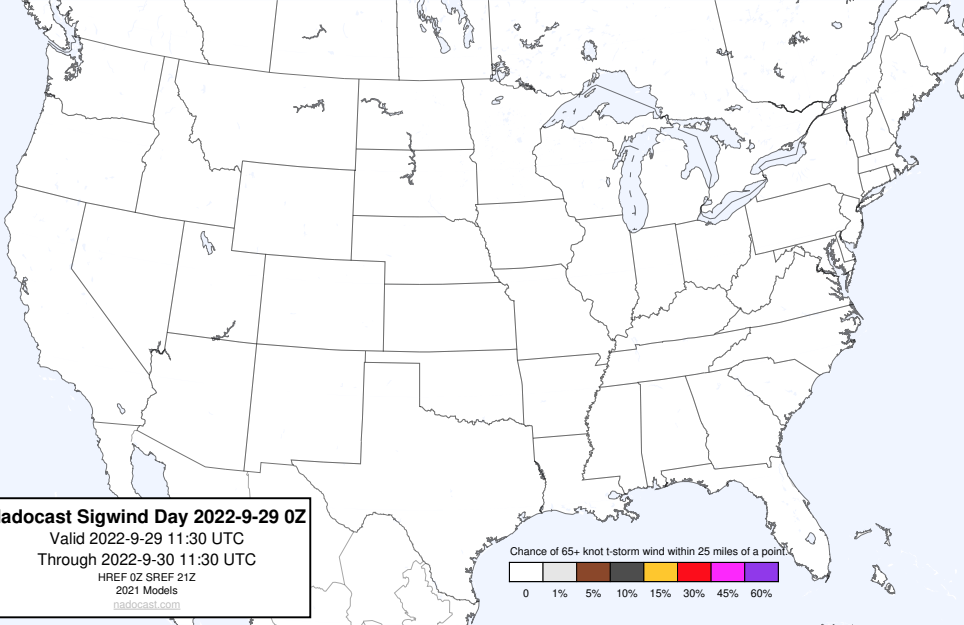 adocast Sigwind Day 2022-9-29 0Z
Valid 2022-9-29 11:30 UTC
Through 2022-9-30 11:30 UTC
HREF 0Z SREF 21Z
2021 Models
nadocast.com
Chance of 65+ knot t-storm wind within 25 miles of a point.
0 1% 5% 10% 15% 30% 45% 60%